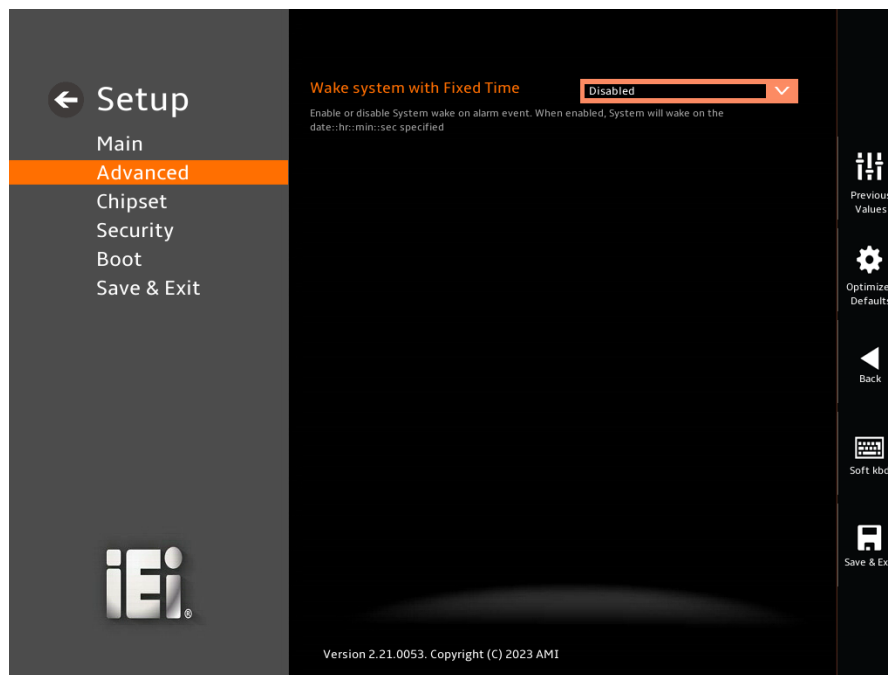 Setup
Main
Advanced
Chipset
Security
Boot
Save & Exit
iEi®
Wake system with Fixed Time
Disabled
Enable or disable System wake on alarm event. When enabled, System will wake on the
date::hr::min::sec specified
Previous
Values
Optimize
Defaults
Back
Soft kbd
Save & Ex
Version 2.21.0053. Copyright (C) 2023 AMI